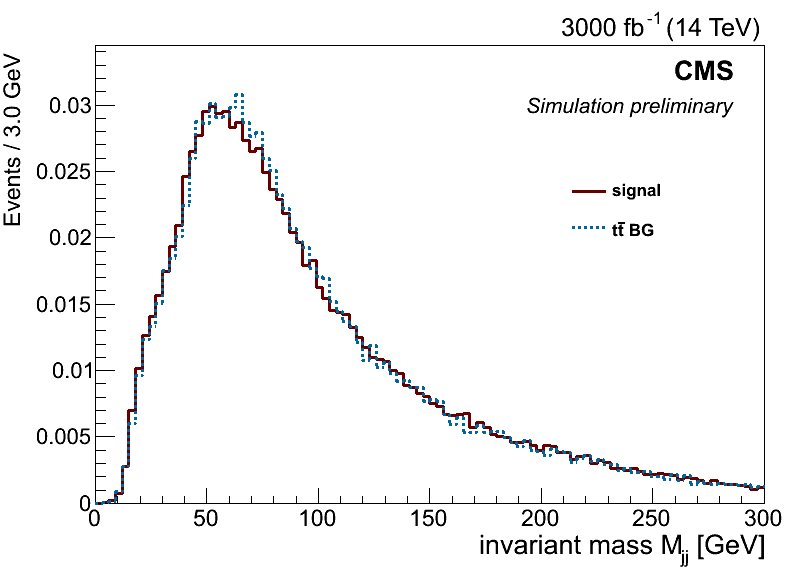 3000 fb⁻¹ (14 TeV)
CMS
Simulation preliminary
signal
tt̄ BG
Events / 3.0 GeV
0.03
0.025
0.02
0.015
0.01
0.005
0
0 50 100 150 200 250 300
invariant mass Mjj [GeV]